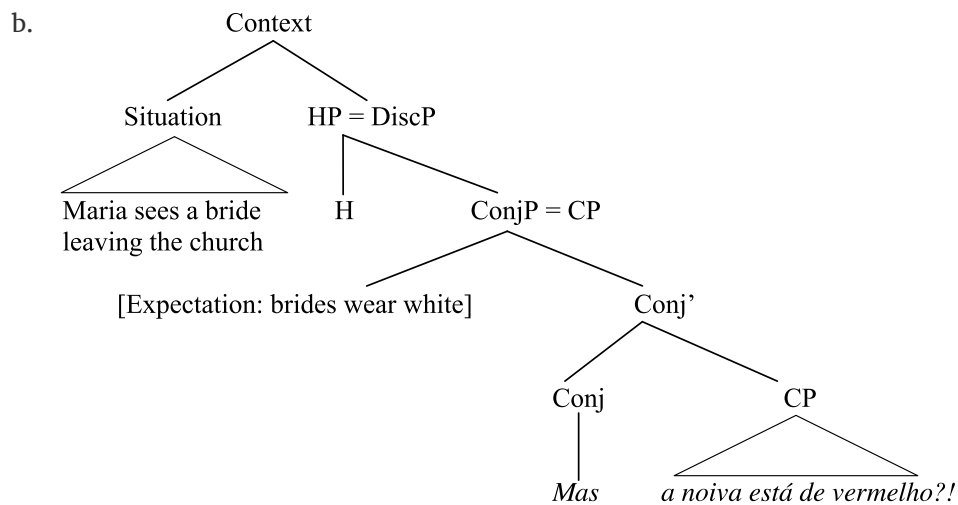 b.
Context
Situation
HP = DiscP
Maria sees a bride
leaving the church
H
ConjP = CP
[Expectation: brides wear white]
Conj’
Conj
CP
Mas
a noiva está de vermelho?!